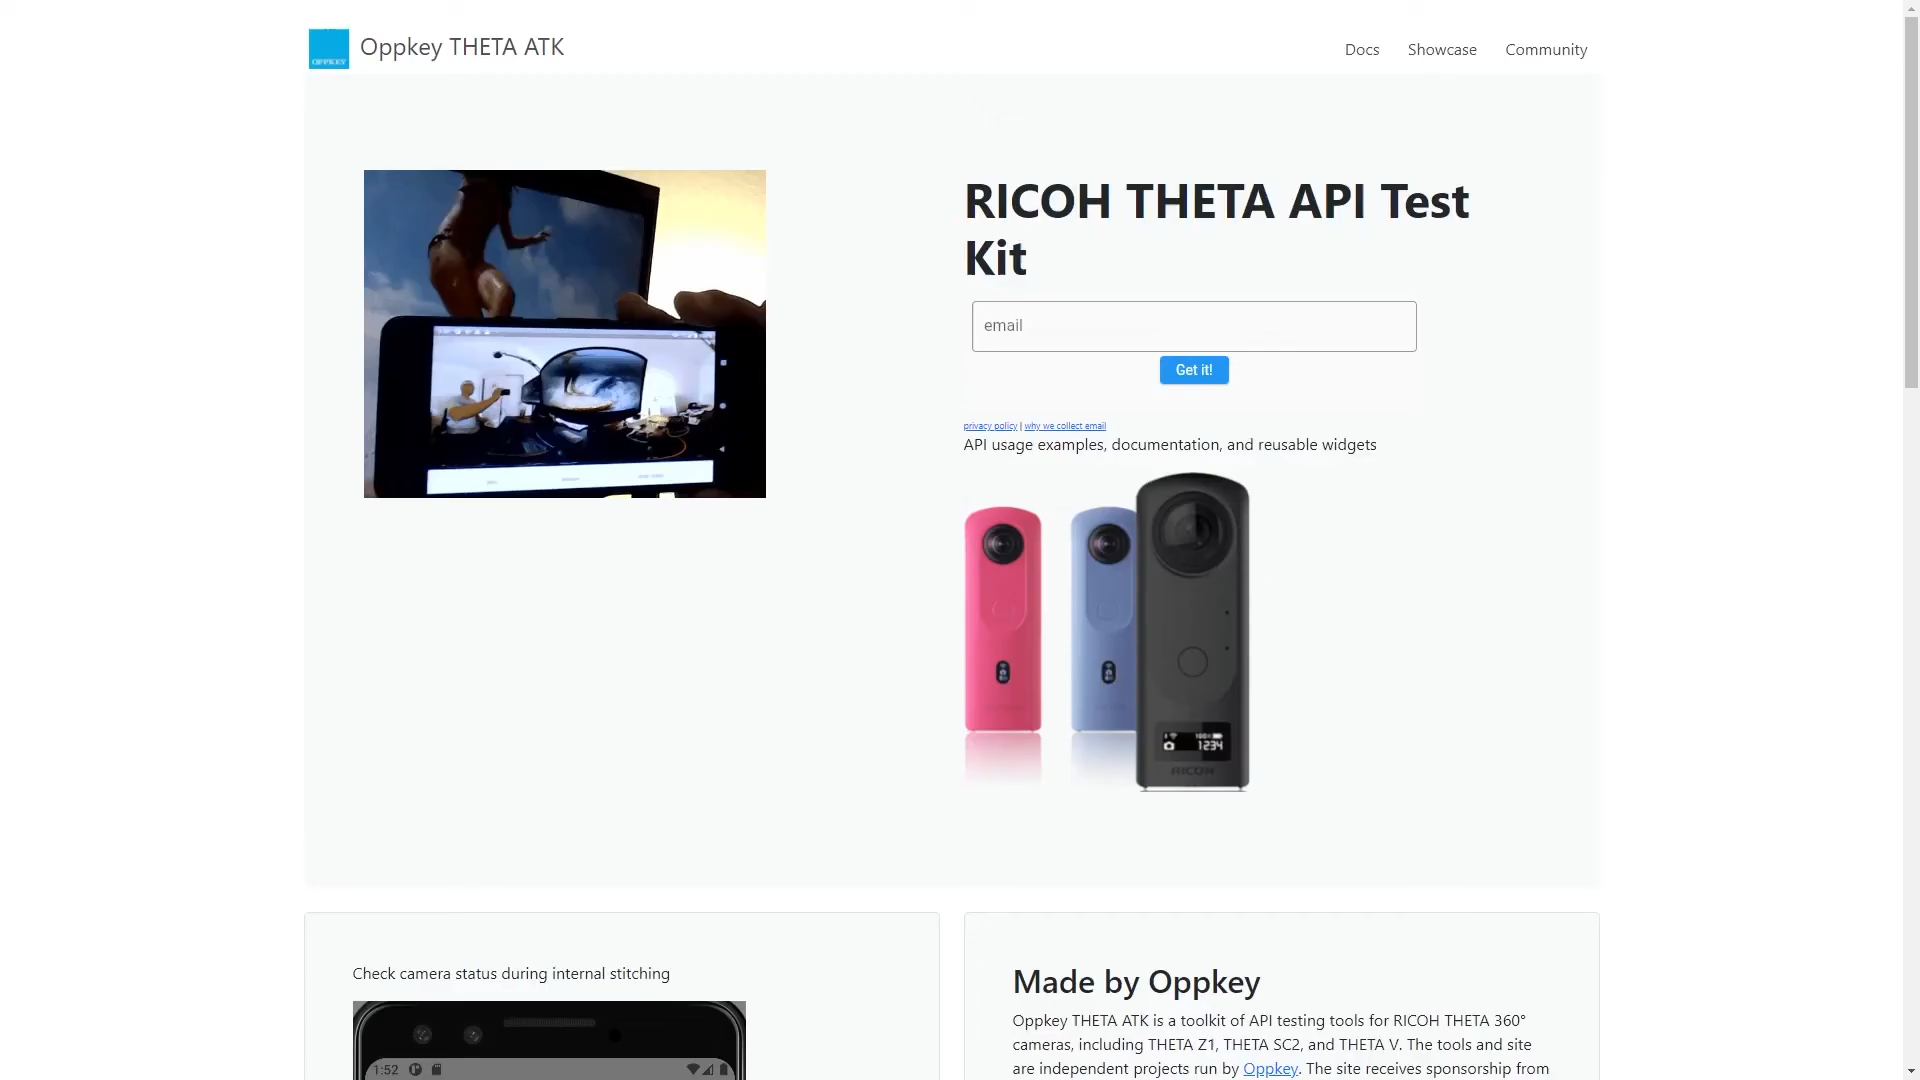 OPPKEY
Oppkey THETA ATK
Docs
Showcase
Community
RICOH THETA API Test
Kit
email
Get it!
privacy policy | why we collect email
API usage examples, documentation, and reusable widgets
100%
1234
RICOH
Check camera status during internal stitching
1:52
Made by Oppkey
Oppkey THETA ATK is a toolkit of API testing tools for RICOH THETA 360°
cameras, including THETA Z1, THETA SC2, and THETA V. The tools and site
are independent projects run by Oppkey. The site receives sponsorship from